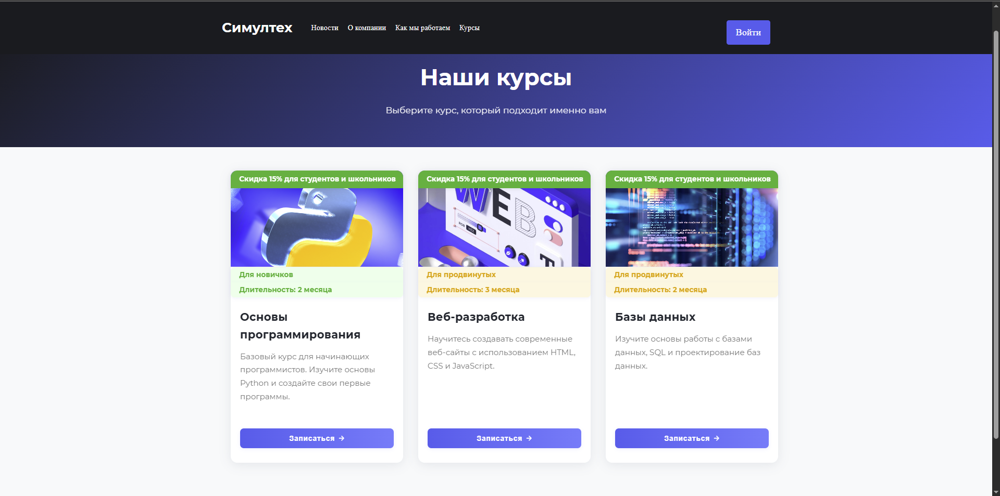 Симултех
Новости
О компании
Как мы работаем
Курсы
Войти
Наши курсы
Выберите курс, который подходит именно вам
Скидка 15% для студентов и школьников
Для новичков
Длительность: 2 месяца
Основы
программирования
Базовый курс для начинающих
программистов. Изучите основы
Python и создайте свои первые
программы.
Записаться →
Скидка 15% для студентов и школьников
WEB
RGB
HEX
F
Для продвинутых
Длительность: 3 месяца
Веб-разработка
Научитесь создавать современные
веб-сайты с использованием HTML,
CSS и JavaScript.
Записаться →
Скидка 15% для студентов и школьников
Для продвинутых
Длительность: 2 месяца
Базы данных
Изучите основы работы с базами
данных, SQL и проектирование баз
данных.
Записаться →